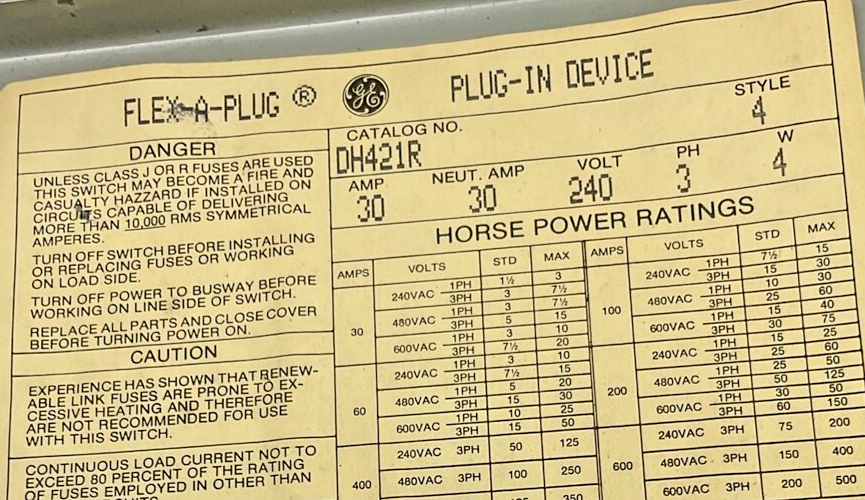 FLEX-A-PLUG ® GE PLUG-IN DEVICE
DANGER
UNLESS CLASS J OR R FUSES ARE USED
THIS SWITCH MAY BECOME A FIRE AND
CASUALTY HAZZARD IF INSTALLED ON
CIRCUITS CAPABLE OF DELIVERING
MORE THAN 10,000 RMS SYMMETRICAL
AMPERES.
TURN OFF SWITCH BEFORE INSTALLING
OR REPLACING FUSES OR WORKING
ON LOAD SIDE.
TURN OFF POWER TO BUSWAY BEFORE
WORKING ON LINE SIDE OF SWITCH.
REPLACE ALL PARTS AND CLOSE COVER
BEFORE TURNING POWER ON.
CAUTION
EXPERIENCE HAS SHOWN THAT RENEW-
ABLE LINK FUSES ARE PRONE TO EX-
CESSIVE HEATING AND THEREFORE
ARE NOT RECOMMENDED FOR USE
WITH THIS SWITCH.
CONTINUOUS LOAD CURRENT NOT TO
EXCEED 80 PERCENT OF THE RATING
OF FUSES EMPLOYED IN OTHER THAN
CATALOG NO. STYLE
DH421R 4
AMP NEUT. AMP VOLT PH W
30 30 240 3 4
HORSE POWER RATINGS
AMPS VOLTS STD MAX
30
240VAC 1PH 1½ 3
3PH 3 7½
480VAC 1PH 3 7½
3PH 5 15
600VAC 1PH 3 10
3PH 7½ 20
60
240VAC 1PH 3 10
3PH 7½ 15
480VAC 1PH 5 20
3PH 15 30
600VAC 1PH 10 25
3PH 15 50
400
240VAC 3PH 50 125
480VAC 3PH 100 250
350
AMPS VOLTS STD MAX
100
240VAC 1PH 7½ 15
3PH 15 30
480VAC 1PH 10 30
3PH 25 60
600VAC 1PH 15 40
3PH 30 75
200
240VAC 1PH 15 25
3PH 25 60
480VAC 1PH 25 50
3PH 50 125
600VAC 1PH 30 50
3PH 60 150
600
240VAC 3PH 75 200
480VAC 3PH 150 400
600VAC 3PH 200 500